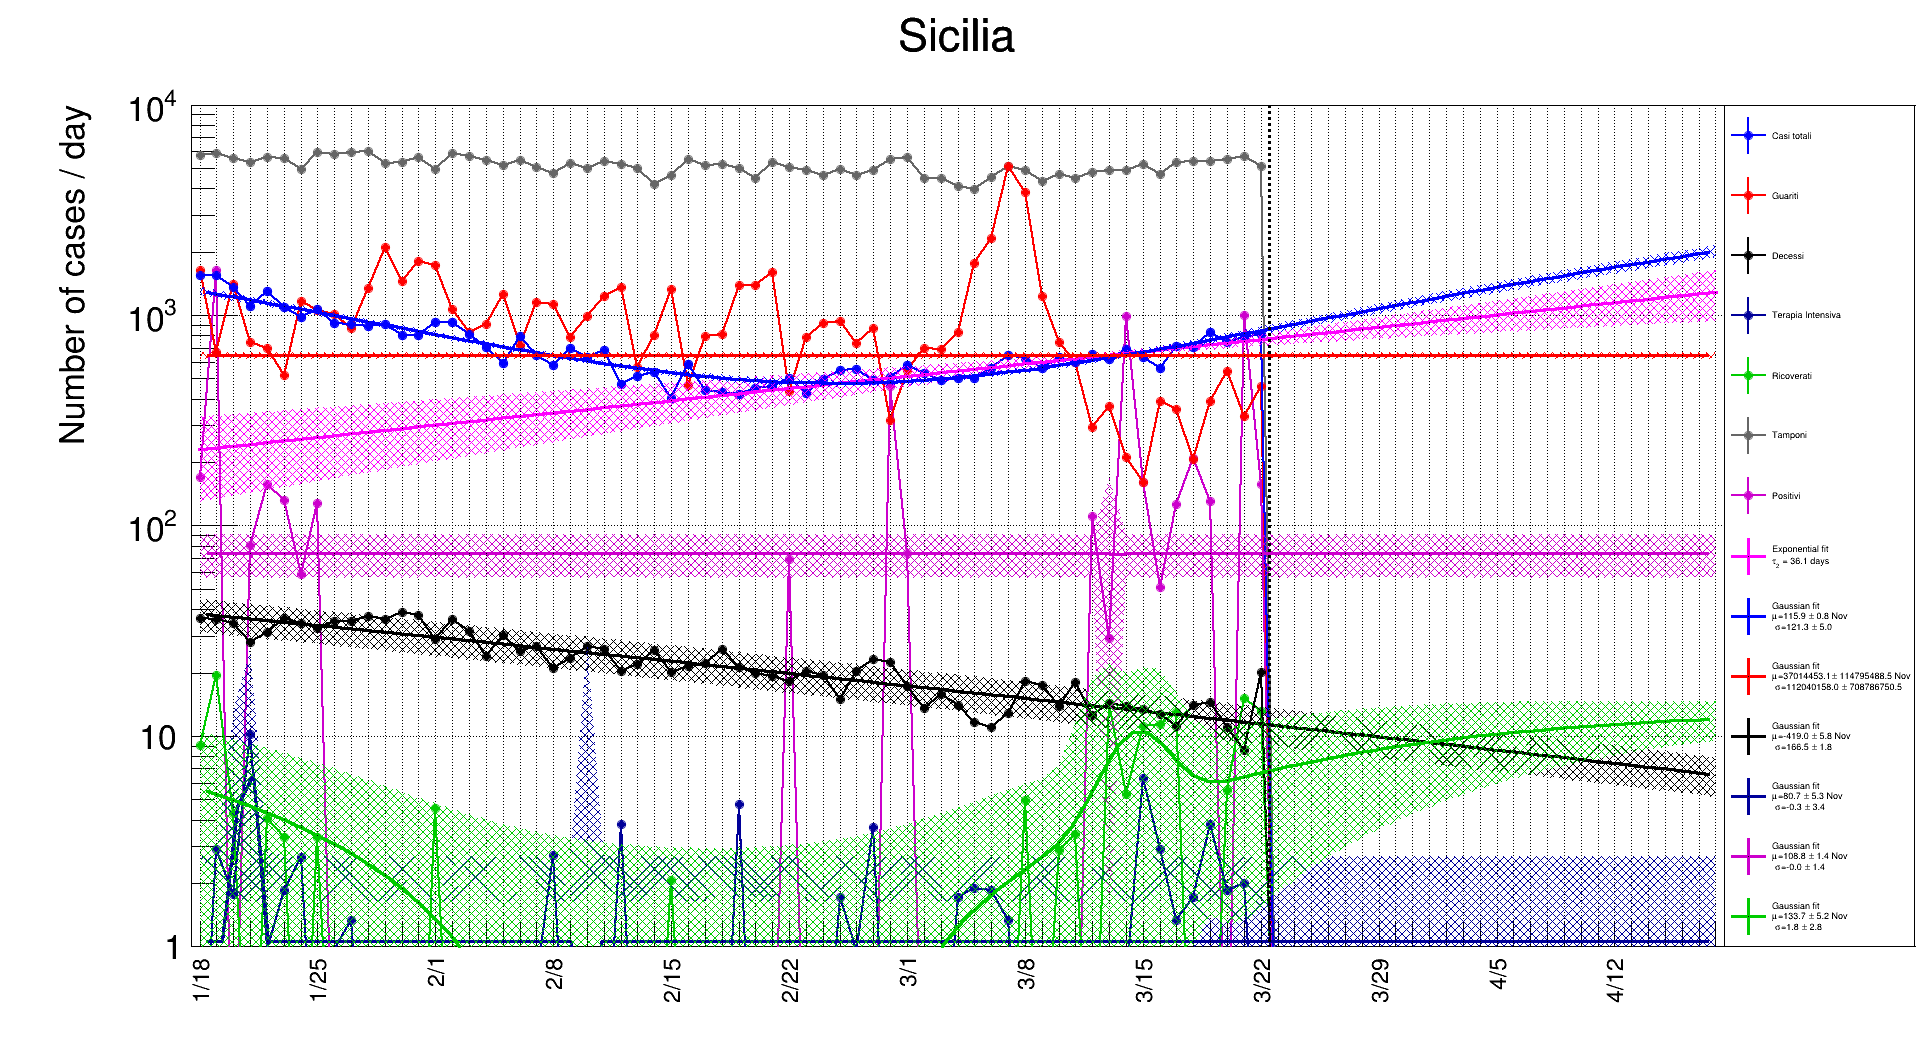 Sicilia
Number of cases / day
10⁴
10³
10²
10
1
1/18
1/25
2/1
2/8
2/15
2/22
3/1
3/8
3/15
3/22
3/29
4/5
4/12
Casi totali
Guariti
Decessi
Terapia Intensiva
Ricoverati
Tamponi
Positivi
Exponential fit
τ₂ = 36.1 days
Gaussian fit
μ=115.9 ± 0.8 Nov
σ=121.3 ± 5.0
Gaussian fit
μ=37014453.1± 114795488.5 Nov
σ=112040158.0 ± 708786750.5
Gaussian fit
μ=-419.0 ± 5.8 Nov
σ=166.5 ± 1.8
Gaussian fit
μ=80.7 ± 5.3 Nov
σ=-0.3 ± 3.4
Gaussian fit
μ=108.8 ± 1.4 Nov
σ=-0.0 ± 1.4
Gaussian fit
μ=133.7 ± 5.2 Nov
σ=1.8 ± 2.8